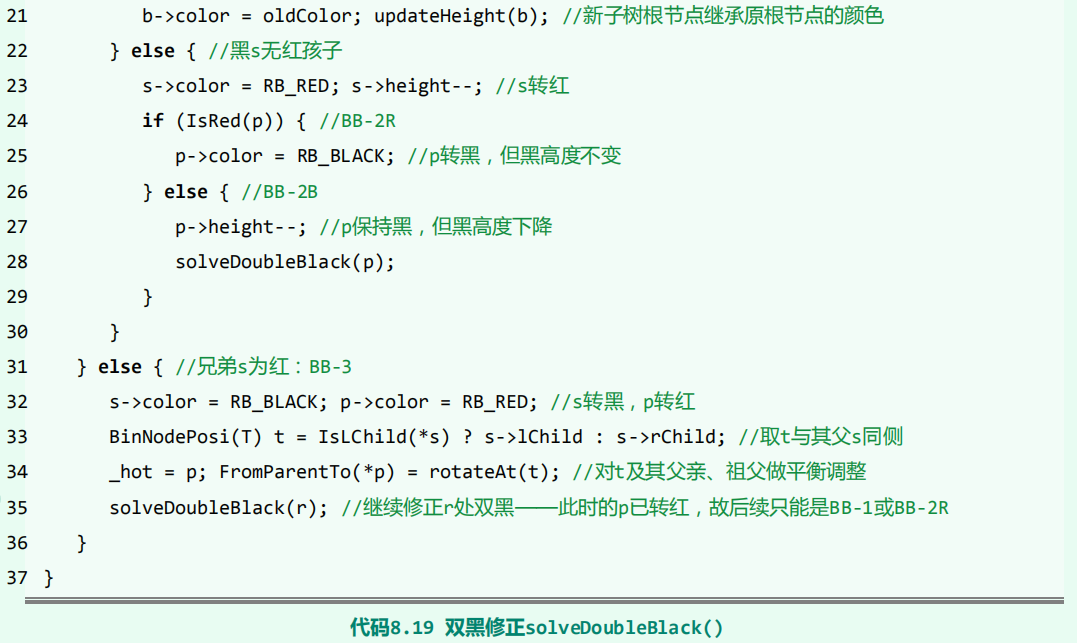 21 b->color = oldColor; updateHeight(b); //新子树根节点继承原根节点的颜色
22 } else { //黑s无红孩子
23 s->color = RB_RED; s->height--; //s转红
24 if (IsRed(p)) { //BB-2R
25 p->color = RB_BLACK; //p转黑，但黑高度不变
26 } else { //BB-2B
27 p->height--; //p保持黑，但黑高度下降
28 solveDoubleBlack(p);
29 }
30 }
31 } else { //兄弟s为红：BB-3
32 s->color = RB_BLACK; p->color = RB_RED; //s转黑，p转红
33 BinNodePosi(T) t = IsLChild(*s) ? s->lChild : s->rChild; //取t与其父s同侧
34 _hot = p; FromParentTo(*p) = rotateAt(t); //对t及其父亲、祖父做平衡调整
35 solveDoubleBlack(r); //继续修正r处双黑——此时的p已转红，故后续只能是BB-1或BB-2R
36 }
37 }
代码8.19 双黑修正solveDoubleBlack()